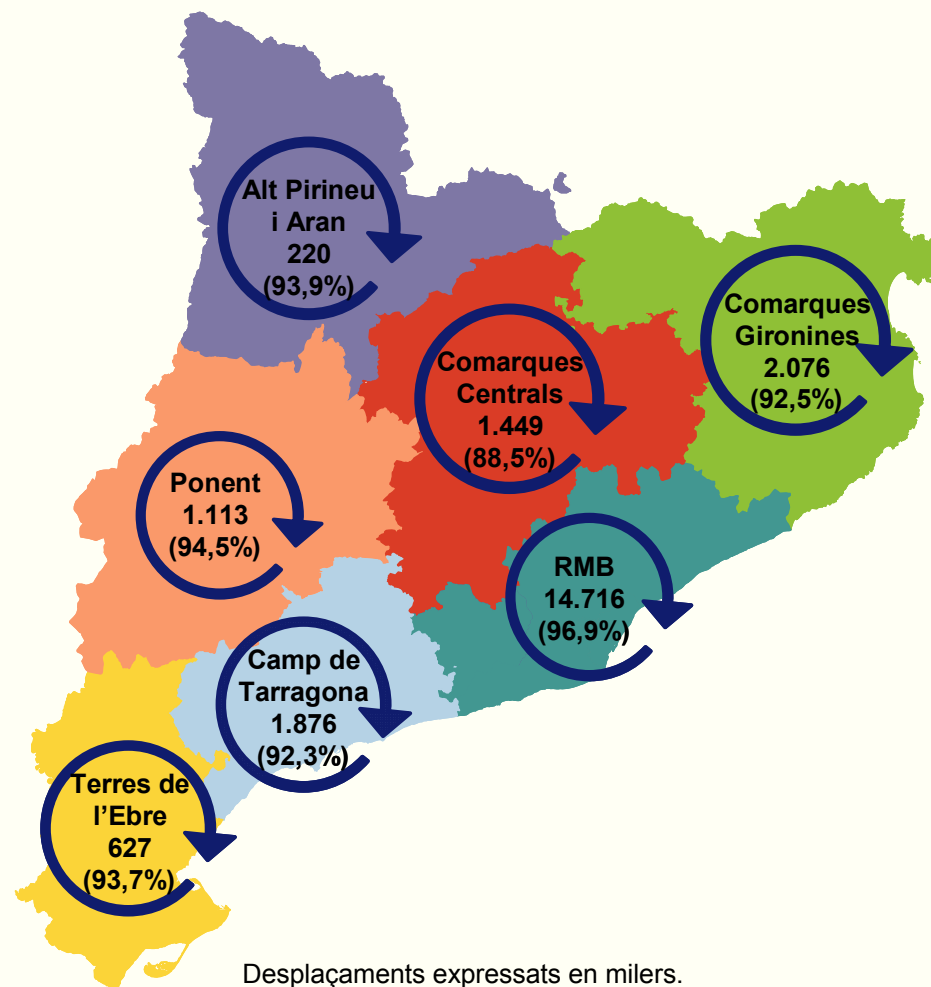 Alt Pirineu
i Aran
220
(93,9%)
Comarques
Gironines
2.076
(92,5%)
Comarques
Centrals
1.449
(88,5%)
Ponent
1.113
(94,5%)
RMB
14.716
(96,9%)
Camp de
Tarragona
1.876
(92,3%)
Terres de
l’Ebre
627
(93,7%)
Desplaçaments expressats en milers.